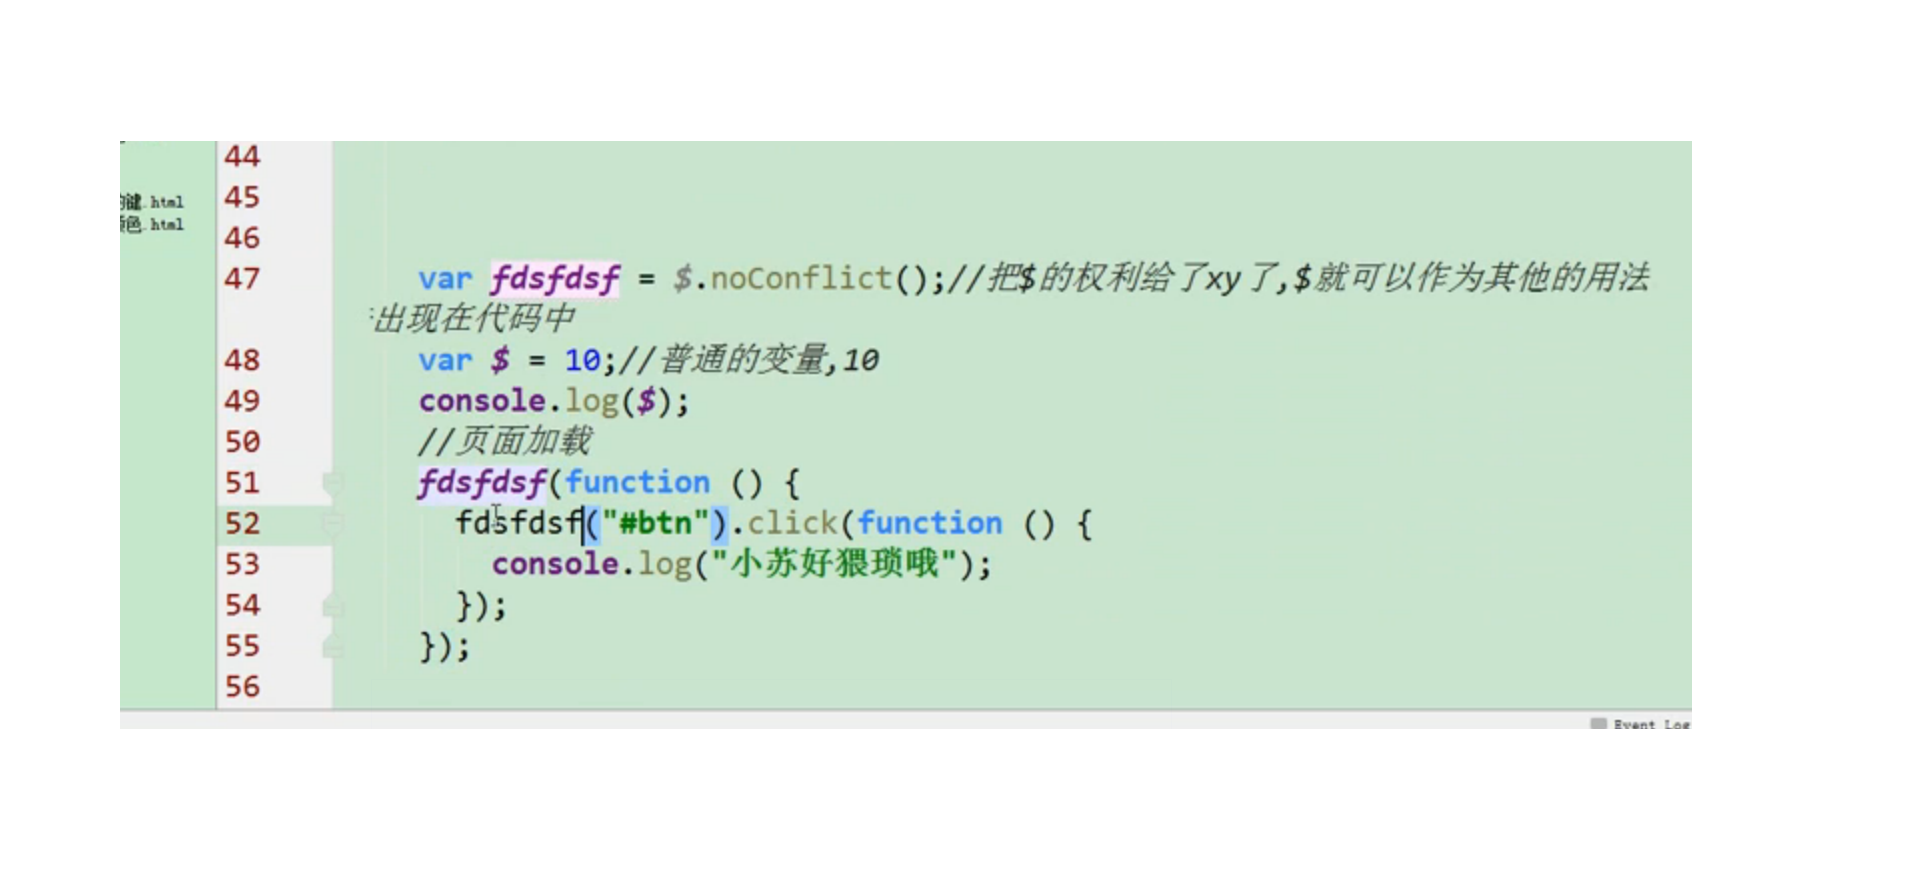 44
键.html
45
色.html
46
47 var fdsfdsf = $.noConflict();//把$的权利给了xy了,$就可以作为其他的用法
出现在代码中
48 var $ = 10;//普通的变量,10
49 console.log($);
50 //页面加载
51 fdsfdsf(function () {
52 fdsfdsf("#btn").click(function () {
53 console.log("小苏好猥琐哦");
54 });
55 });
56
Event Log